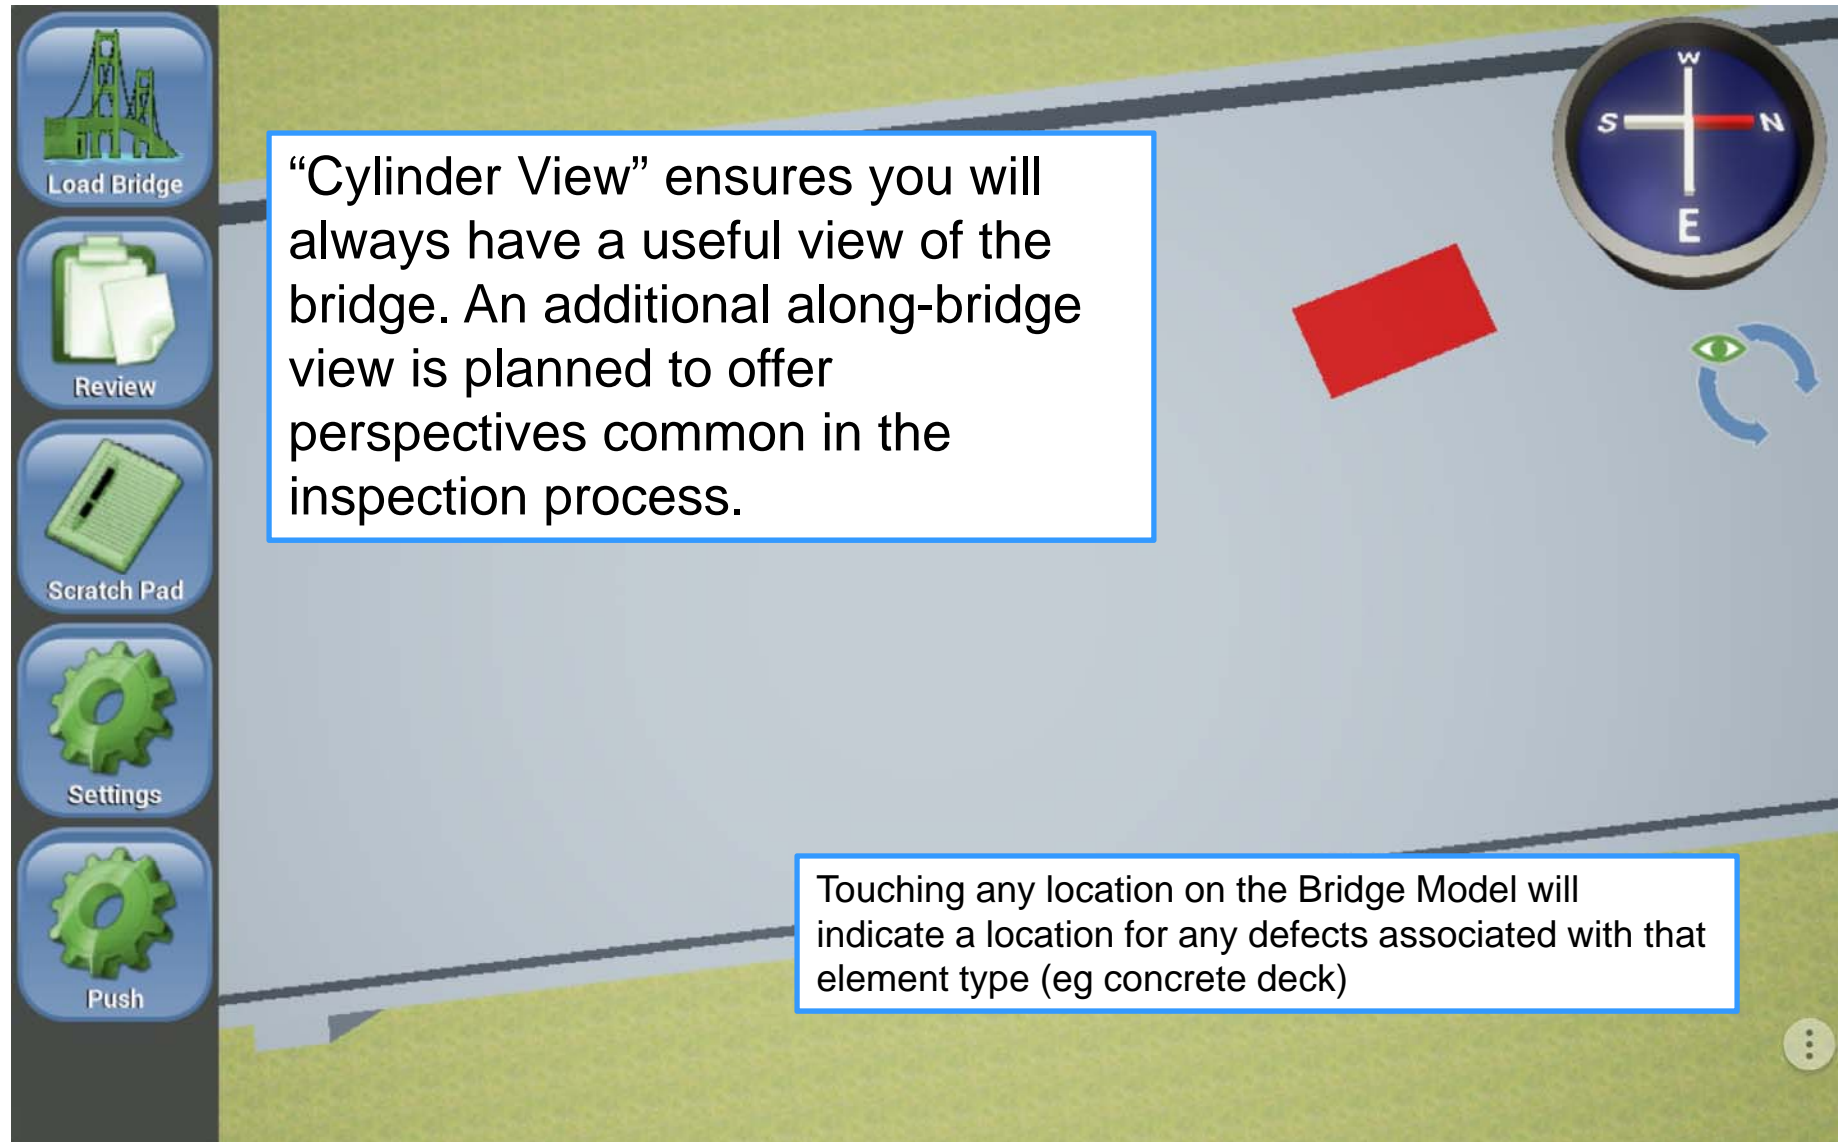 Load Bridge
Review
Scratch Pad
Settings
Push
“Cylinder View” ensures you will
always have a useful view of the
bridge. An additional along-bridge
view is planned to offer
perspectives common in the
inspection process.
W
S N
E
Touching any location on the Bridge Model will
indicate a location for any defects associated with that
element type (eg concrete deck)